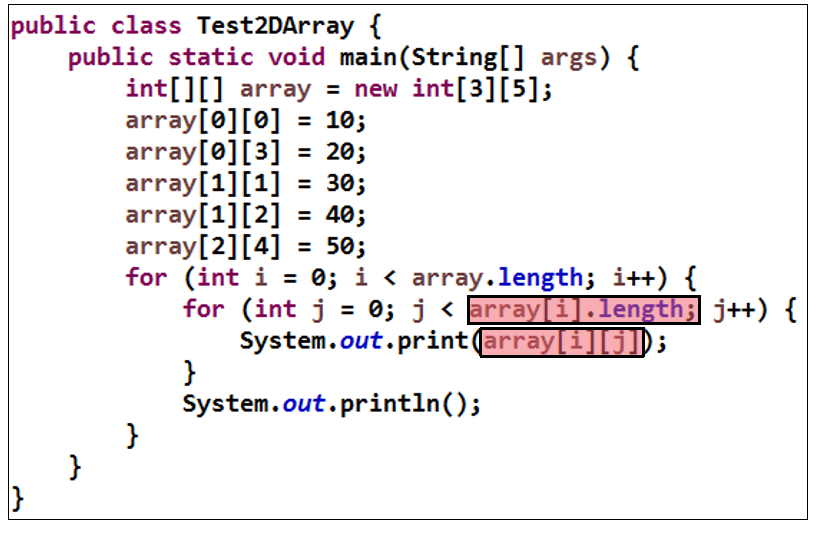 public class Test2DArray {
public static void main(String[] args) {
int[][] array = new int[3][5];
array[0][0] = 10;
array[0][3] = 20;
array[1][1] = 30;
array[1][2] = 40;
array[2][4] = 50;
for (int i = 0; i < array.length; i++) {
for (int j = 0; j < array[i].length; j++) {
System.out.print(array[i][j]);
}
System.out.println();
}
}
}